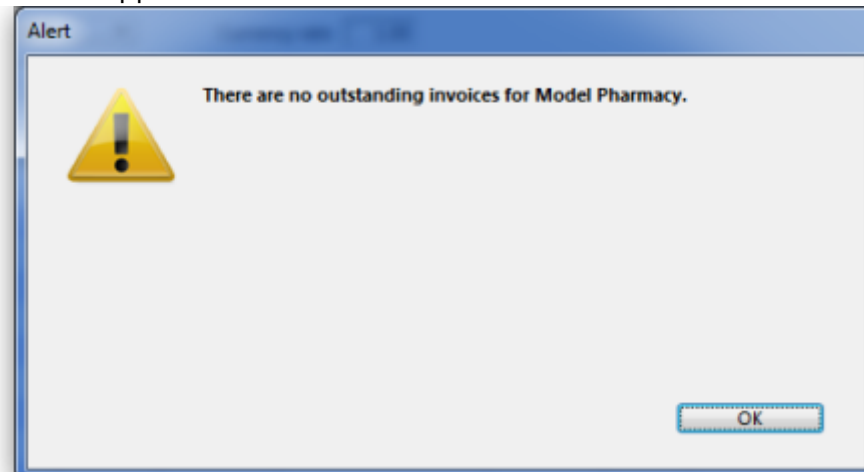 Alert
There are no outstanding invoices for Model Pharmacy.
OK